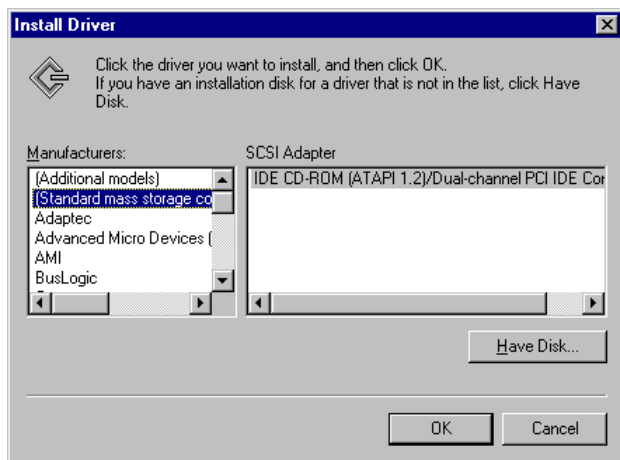 Install Driver
Click the driver you want to install, and then click OK.
If you have an installation disk for a driver that is not in the list, click Have
Disk.
Manufacturers:
SCSI Adapter
(Additional models)
(Standard mass storage co
Adaptec
Advanced Micro Devices (
AMI
BusLogic
IDE CD-ROM (ATAPI 1.2)/Dual-channel PCI IDE Con
Have Disk...
OK
Cancel